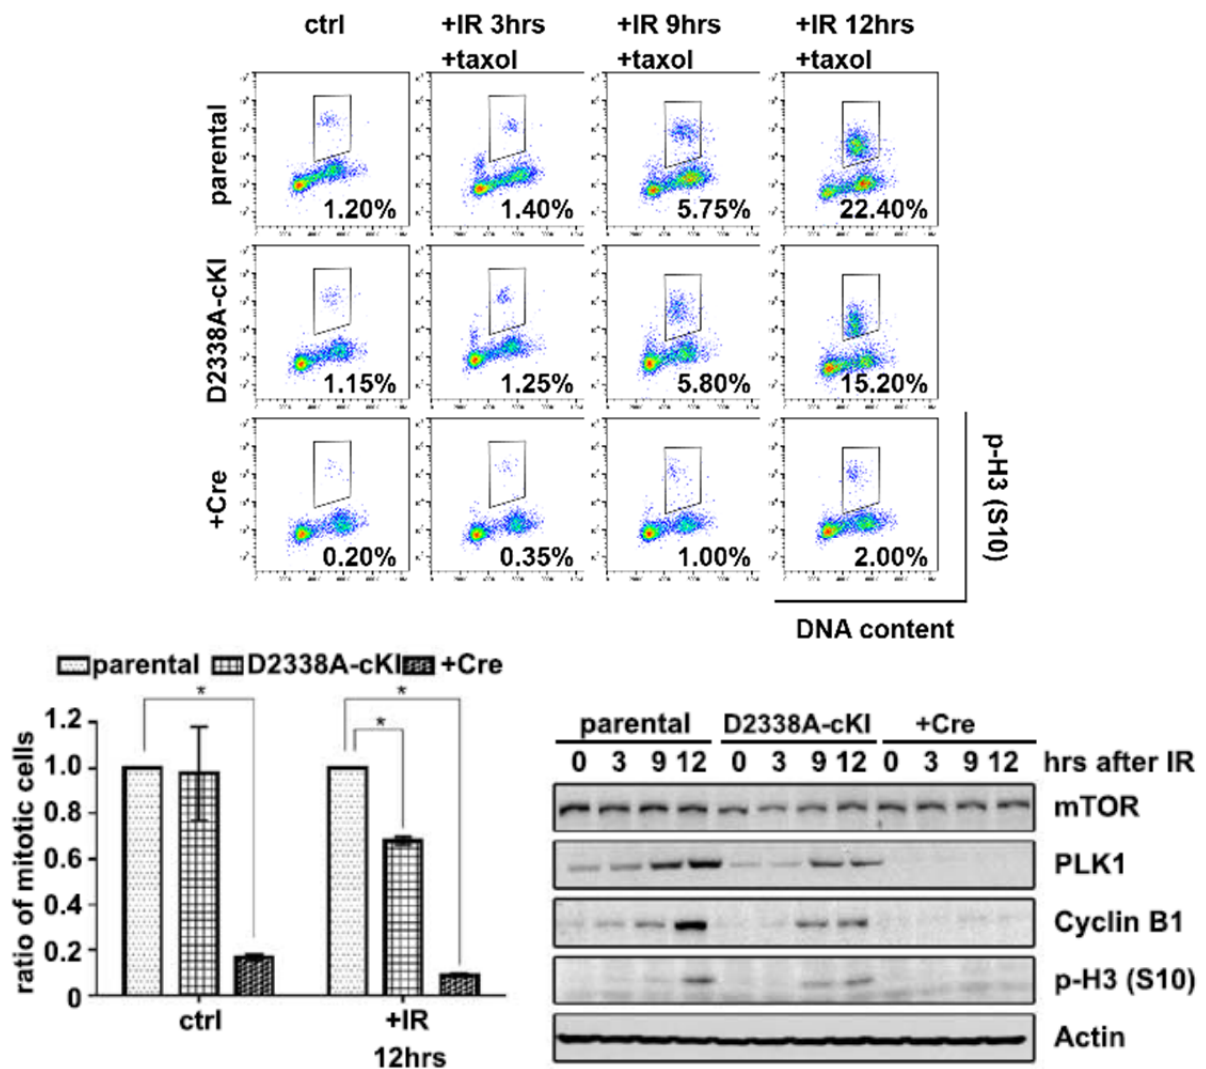 ctrl +IR 3hrs +IR 9hrs +IR 12hrs
+taxol +taxol +taxol
parental
1.20% 1.40% 5.75% 22.40%
D2338A-cKI
1.15% 1.25% 5.80% 15.20%
+Cre
0.20% 0.35% 1.00% 2.00%
p-H3 (S10)
DNA content
parental D2338A-cKI +Cre
* * *
ratio of mitotic cells
1.2
1.0
0.8
0.6
0.4
0.2
0
ctrl +IR
12hrs
parental D2338A-cKI +Cre
0 3 9 12 0 3 9 12 0 3 9 12 hrs after IR
mTOR
PLK1
Cyclin B1
p-H3 (S10)
Actin